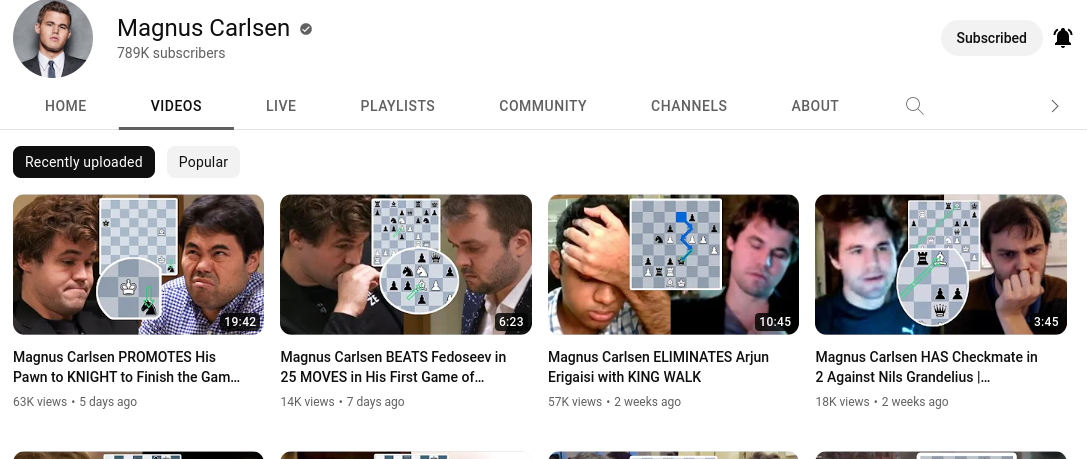 Magnus Carlsen
789K subscribers
Subscribed
HOME VIDEOS LIVE PLAYLISTS COMMUNITY CHANNELS ABOUT
Recently uploaded Popular
19:42 6:23 10:45 3:45
Magnus Carlsen PROMOTES His
Pawn to KNIGHT to Finish the Gam…
63K views • 5 days ago
Magnus Carlsen BEATS Fedoseev in
25 MOVES in His First Game of…
14K views • 7 days ago
Magnus Carlsen ELIMINATES Arjun
Erigaisi with KING WALK
57K views • 2 weeks ago
Magnus Carlsen HAS Checkmate in
2 Against Nils Grandelius |…
18K views • 2 weeks ago